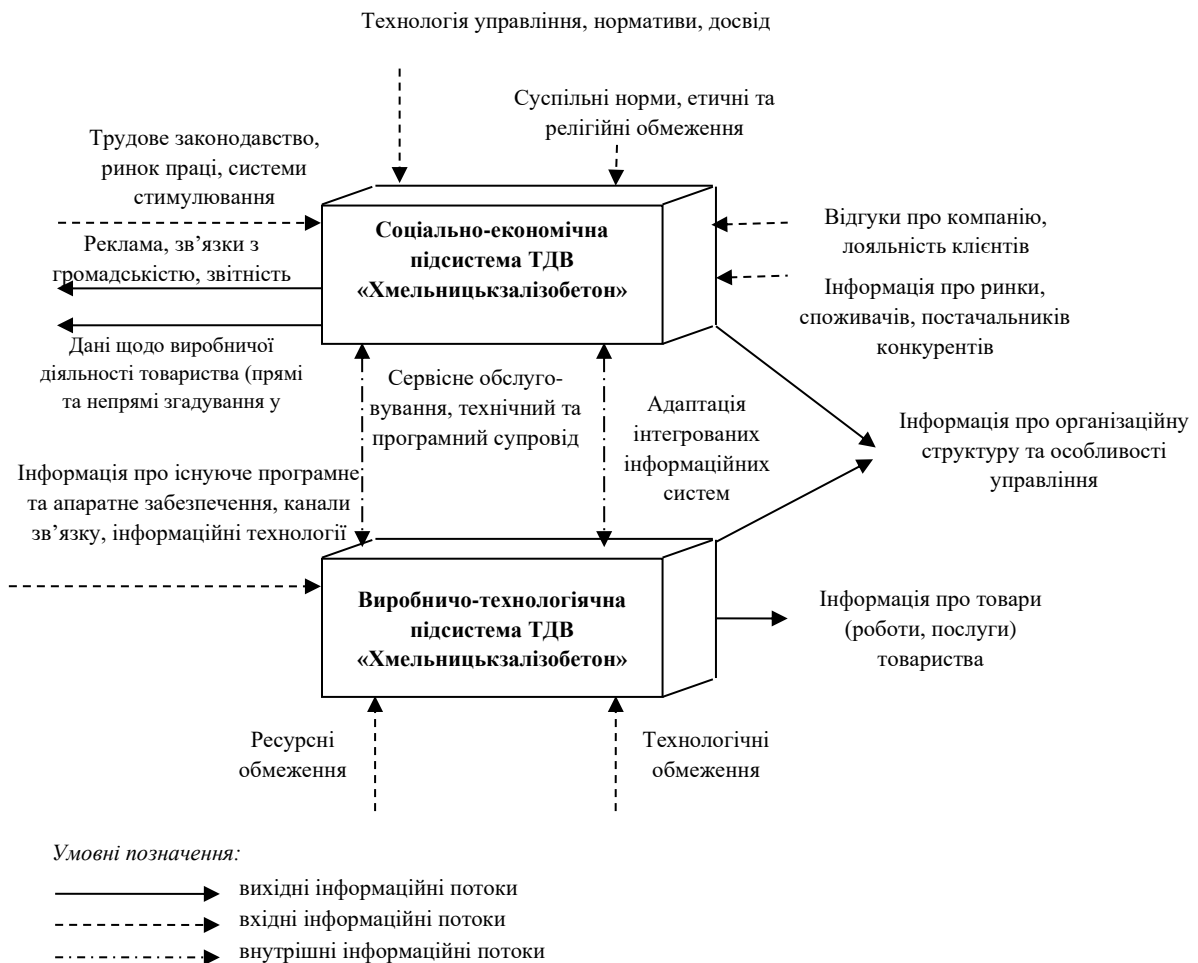 Технологія управління, нормативи, досвід
Суспільні норми, етичні та
релігійні обмеження
Трудове законодавство,
ринок праці, системи
стимулювання
Реклама, зв’язки з
громадськістю, звітність
Соціально-економічна
підсистема ТДВ
«Хмельницькзалізобетон»
Відгуки про компанію,
лояльність клієнтів
Інформація про ринки,
споживачів, постачальників
конкурентів
Дані щодо виробничої
діяльності товариства (прямі
та непрямі згадування у
Сервісне обслуго-
вування, технічний та
програмний супровід
Адаптація
інтегрованих
інформаційних
систем
Інформація про організаційну
структуру та особливості
управління
Інформація про існуюче програмне
та апаратне забезпечення, канали
зв’язку, інформаційні технології
Виробничо-технологіячна
підсистема ТДВ
«Хмельницькзалізобетон»
Інформація про товари
(роботи, послуги)
товариства
Ресурсні
обмеження
Технологічні
обмеження
Умовні позначення:
вихідні інформаційні потоки
вхідні інформаційні потоки
внутрішні інформаційні потоки